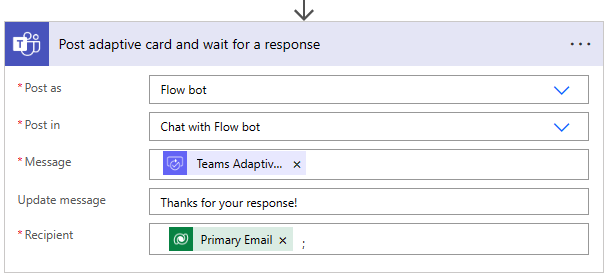 Post adaptive card and wait for a response
* Post as
Flow bot
* Post in
Chat with Flow bot
* Message
Teams Adaptiv... ×
Update message
Thanks for your response!
* Recipient
Primary Email × ;